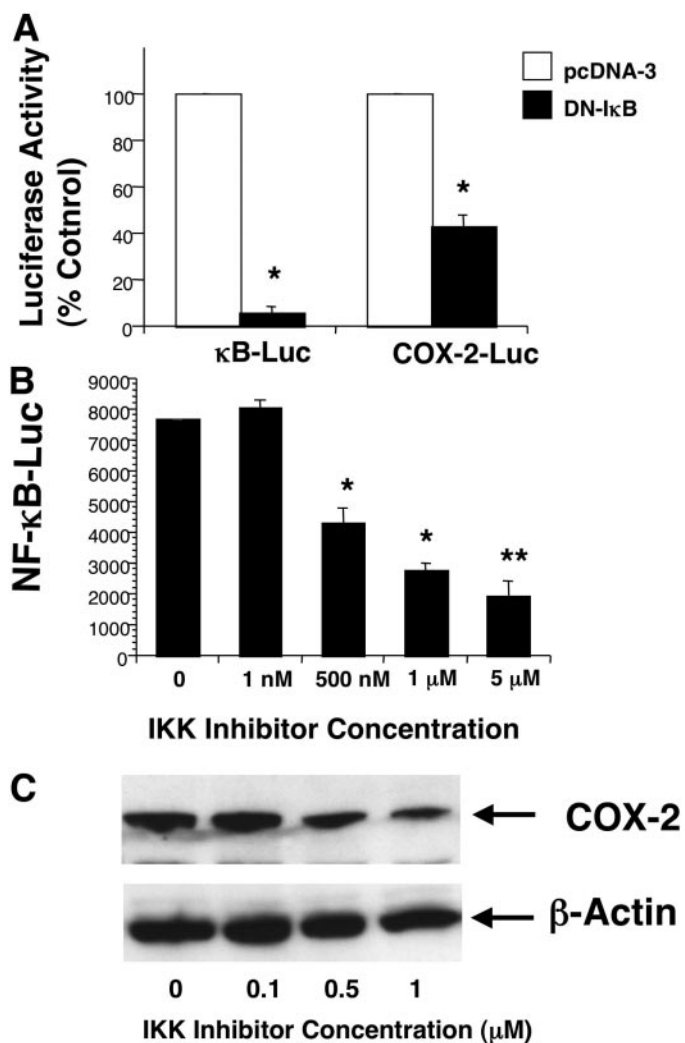 A
Luciferase Activity
(% Cotnrol)
100
80
60
40
20
0
*
*
pcDNA-3
DN-IκB
κB-Luc
COX-2-Luc
B
NF-κB-Luc
9000
8000
7000
6000
5000
4000
3000
2000
1000
0
*
*
**
0 1 nM 500 nM 1 μM 5 μM
IKK Inhibitor Concentration
C
COX-2
β-Actin
0 0.1 0.5 1
IKK Inhibitor Concentration (μM)